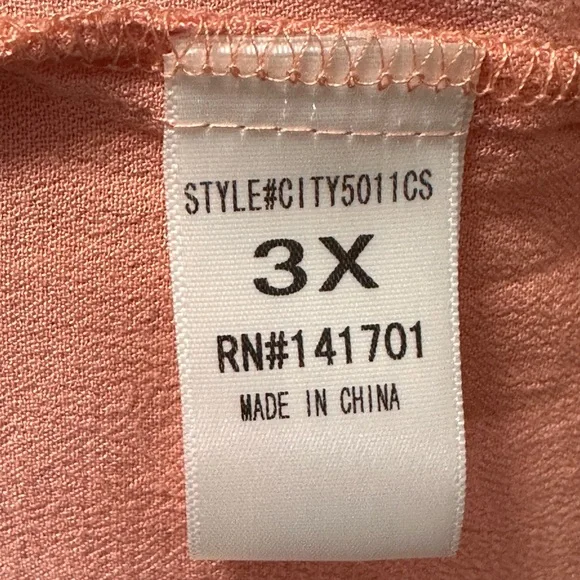 STYLE#CITY5011CS
3X
RN#141701
MADE IN CHINA